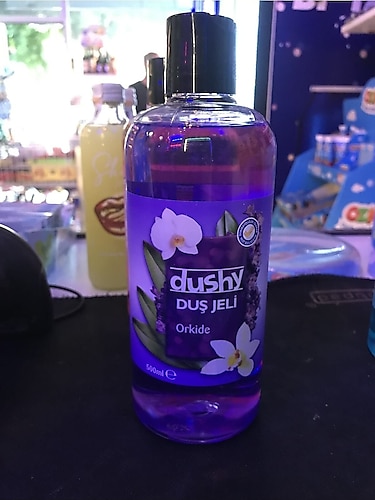 dushy
DUŞ JELİ
Orkide
500ml ℮